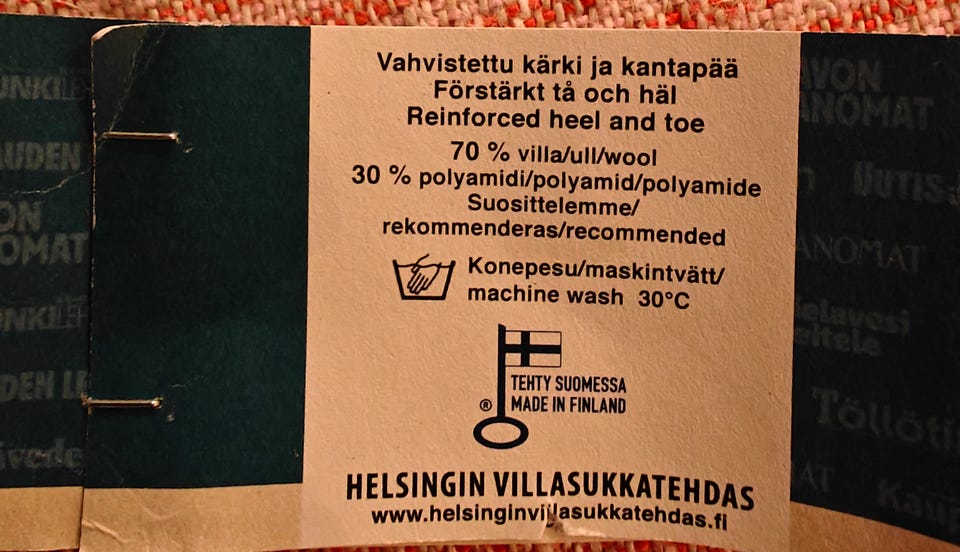 Vahvistettu kärki ja kantapää
Förstärkt tå och häl
Reinforced heel and toe
70 % villa/ull/wool
30 % polyamidi/polyamid/polyamide
Suosittelemme/
rekommenderas/recommended
Konepesu/maskintvätt/
machine wash 30°C
TEHTY SUOMESSA
® MADE IN FINLAND
HELSINGIN VILLASUKKATEHDAS
www.helsinginvillasukkatehdas.fi